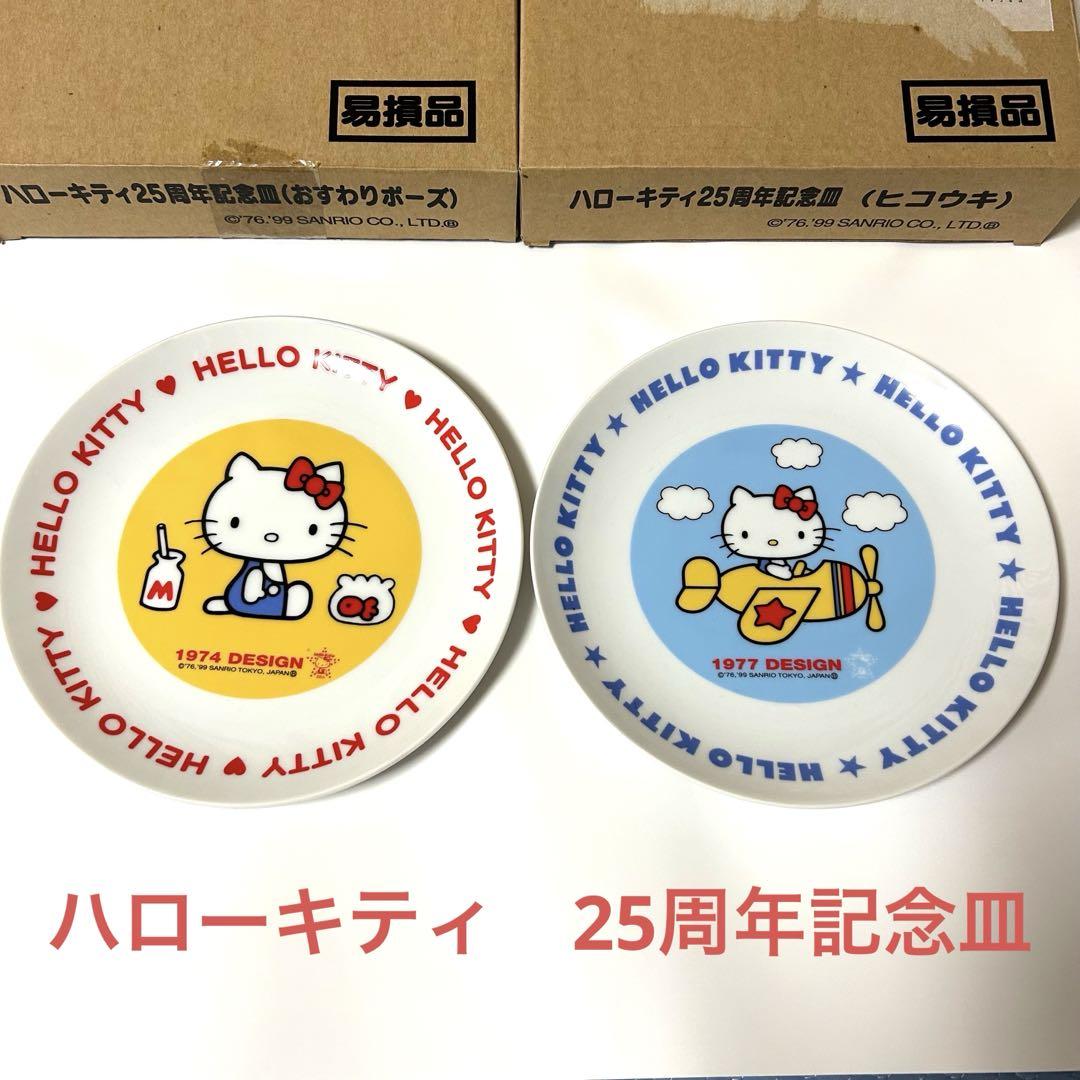 易損品
ハローキティ25周年記念皿(おすわりポーズ)
©'76.'99 SANRIO CO., LTD.®
易損品
ハローキティ25周年記念皿 (ヒコウキ)
©'76.'99 SANRIO CO., LTD.®
HELLO KITTY ♥ HELLO KITTY ♥ HELLO KITTY ♥ HELLO KITTY ♥ HELLO KITTY ♥ HELLO KITTY ♥
M
1974 DESIGN
©'76,'99 SANRIO TOKYO, JAPAN
HELLO KITTY ★ HELLO KITTY ★ HELLO KITTY ★ HELLO KITTY ★ HELLO KITTY ★ HELLO KITTY ★
1977 DESIGN
©'76,'99 SANRIO TOKYO, JAPAN
ハローキティ 25周年記念皿